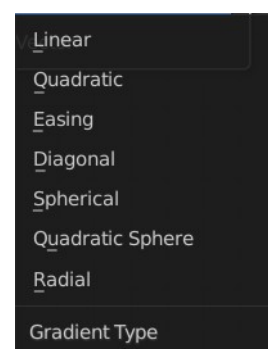 Linear
Quadratic
Easing
Diagonal
Spherical
Quadratic Sphere
Radial
Gradient Type